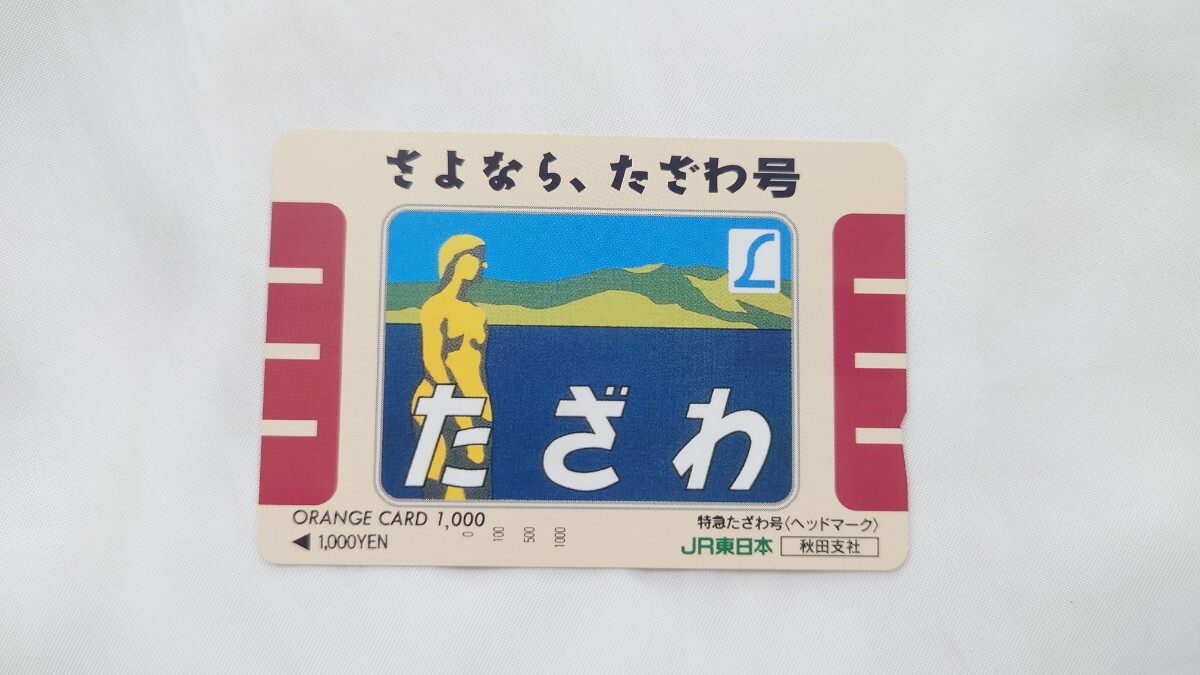 さよなら、たざわ号
たざわ
ORANGE CARD 1,000
◀ 1,000YEN
0 100 500 1000
特急たざわ号〈ヘッドマーク〉
JR東日本 秋田支社